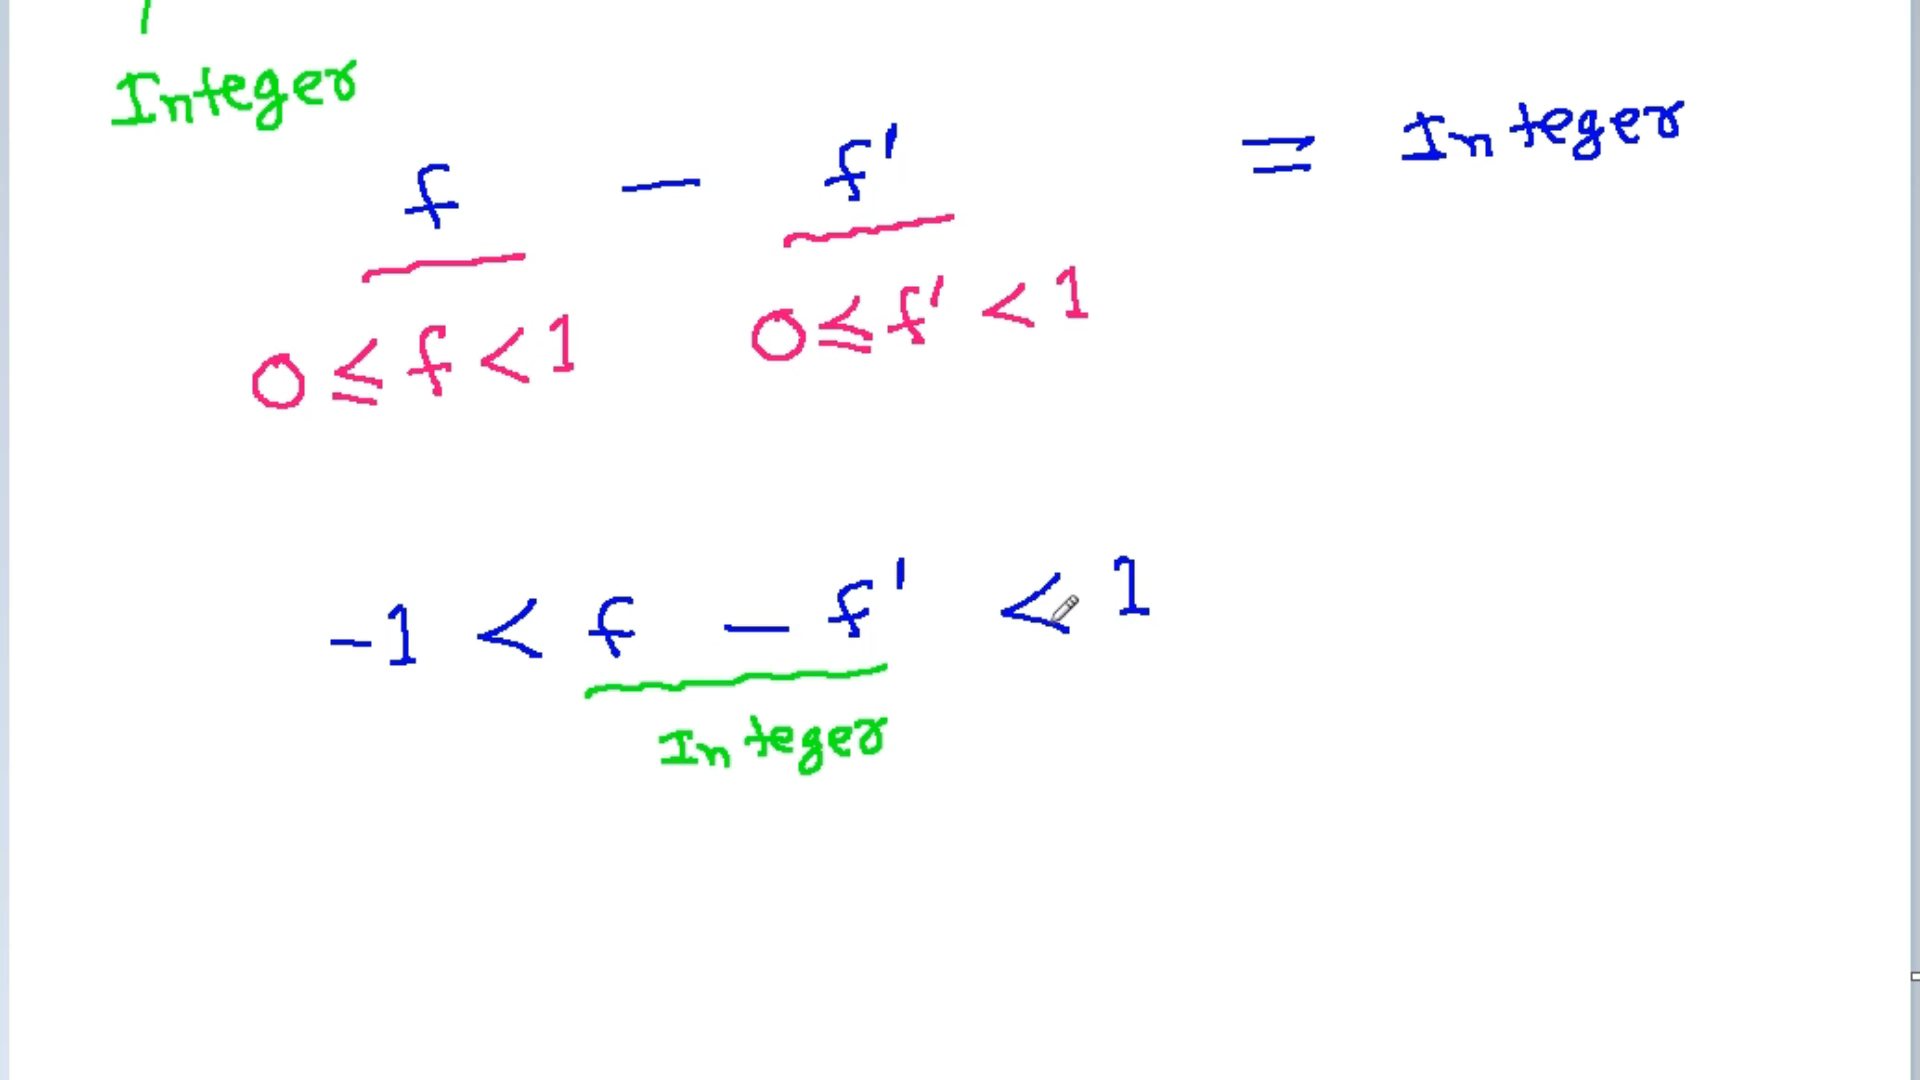 Integer
f - f' = Integer
0 ≤ f < 1 0 ≤ f' < 1
-1 < f - f' < 1
Integer